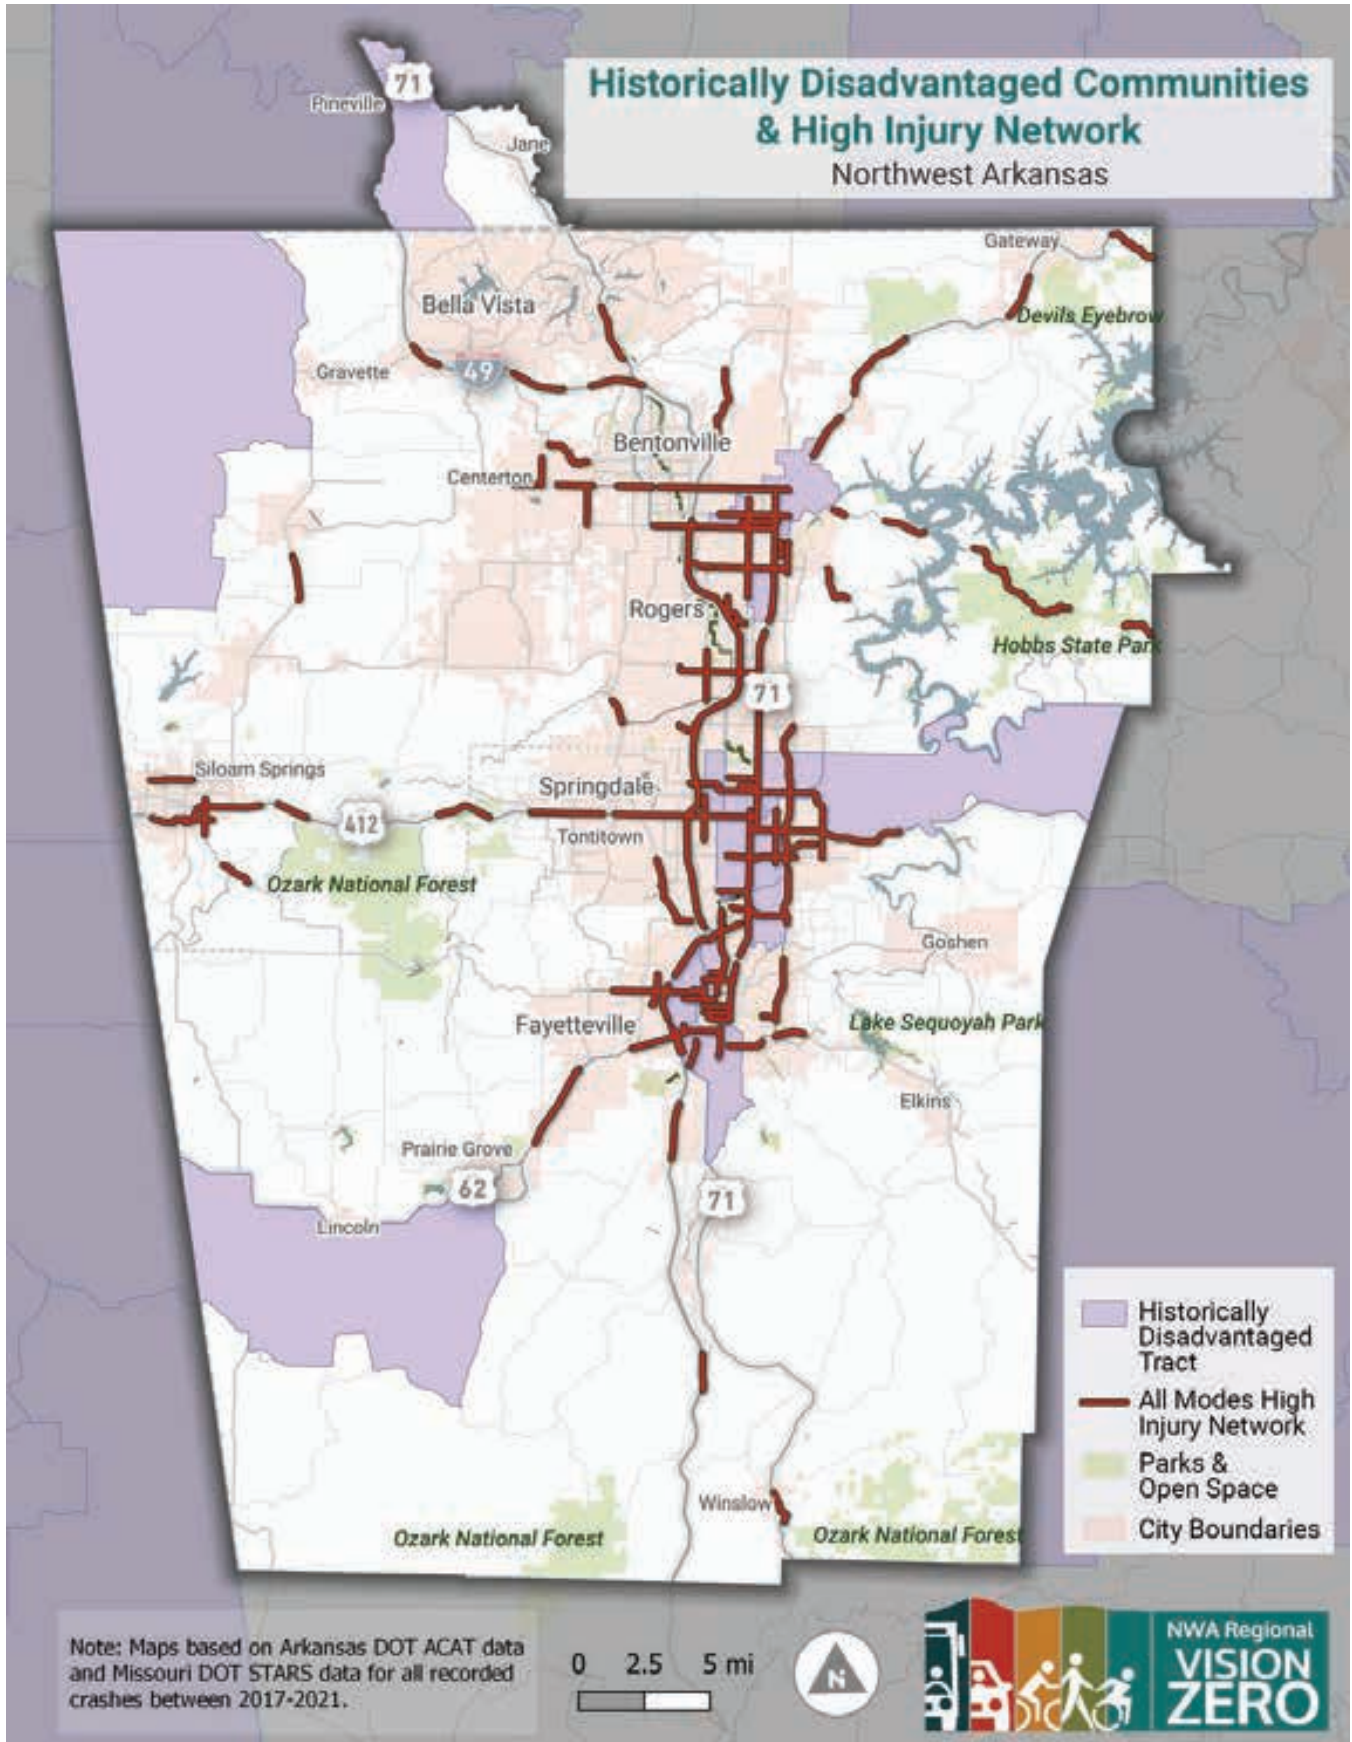 Historically Disadvantaged Communities
& High Injury Network
Northwest Arkansas
71
Pineville
Jane
Gateway
Bella Vista
Devils Eyebrow
Gravette
49
Bentonville
Centerton
Rogers
Hobbs State Park
71
Siloam Springs
Springdale
412
Tontitown
Ozark National Forest
Goshen
Fayetteville
Lake Sequoyah Park
Elkins
Prairie Grove
62
71
Lincoln
Historically
Disadvantaged
Tract
All Modes High
Injury Network
Parks &
Open Space
City Boundaries
Winslow
Ozark National Forest
Ozark National Forest
Note: Maps based on Arkansas DOT ACAT data
and Missouri DOT STARS data for all recorded
crashes between 2017-2021.
0 2.5 5 mi
N
NWA Regional
VISION
ZERO